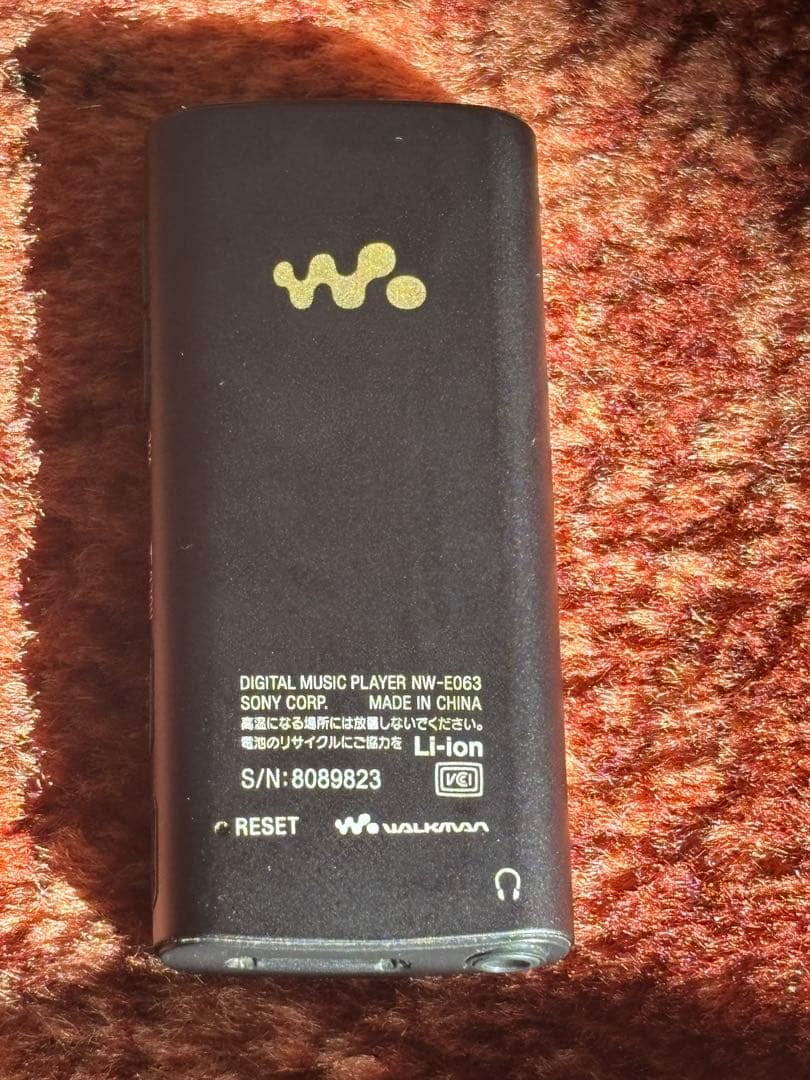 DIGITAL MUSIC PLAYER NW-E063
SONY CORP. MADE IN CHINA
高温になる場所には放置しないでください。
電池のリサイクルにご協力を Li-ion
S/N:8089823 VCCI
RESET WALKMAN